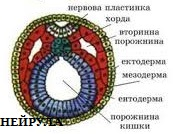 нервова пластинка
хорда
вторинна
порожнина
ектодерма
мезодерма
ентодерма
порожнина
кишки
НЕЙРУЛА